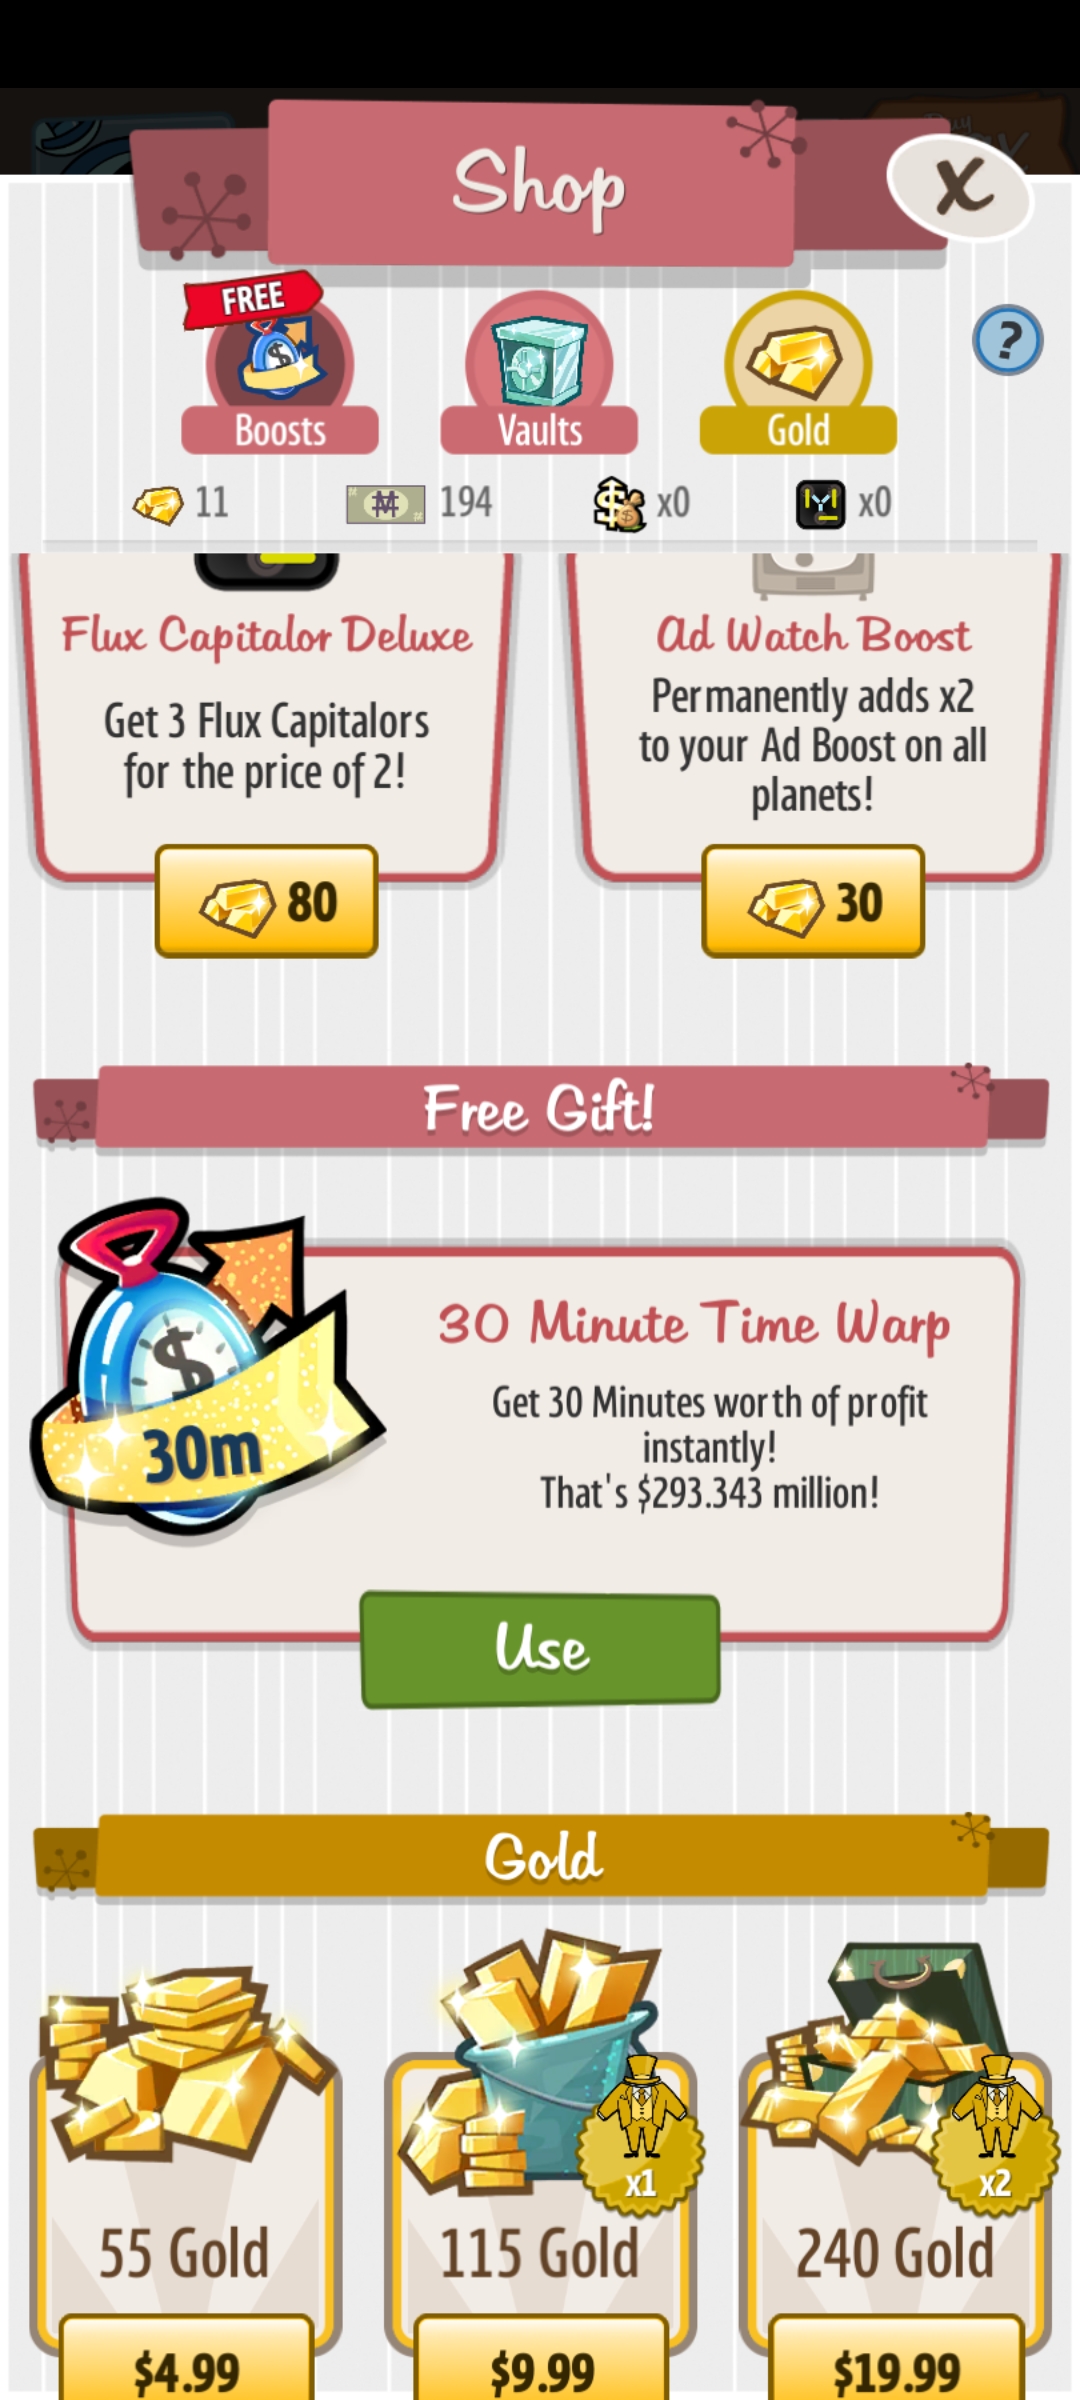 Shop
X
FREE
Boosts
Vaults
Gold
?
11
194
x0
x0
Flux Capitalor Deluxe
Get 3 Flux Capitalors
for the price of 2!
80
Ad Watch Boost
Permanently adds x2
to your Ad Boost on all
planets!
30
Free Gift!
30m
30 Minute Time Warp
Get 30 Minutes worth of profit
instantly!
That's $293.343 million!
Use
Gold
55 Gold
$4.99
x1
115 Gold
$9.99
x2
240 Gold
$19.99